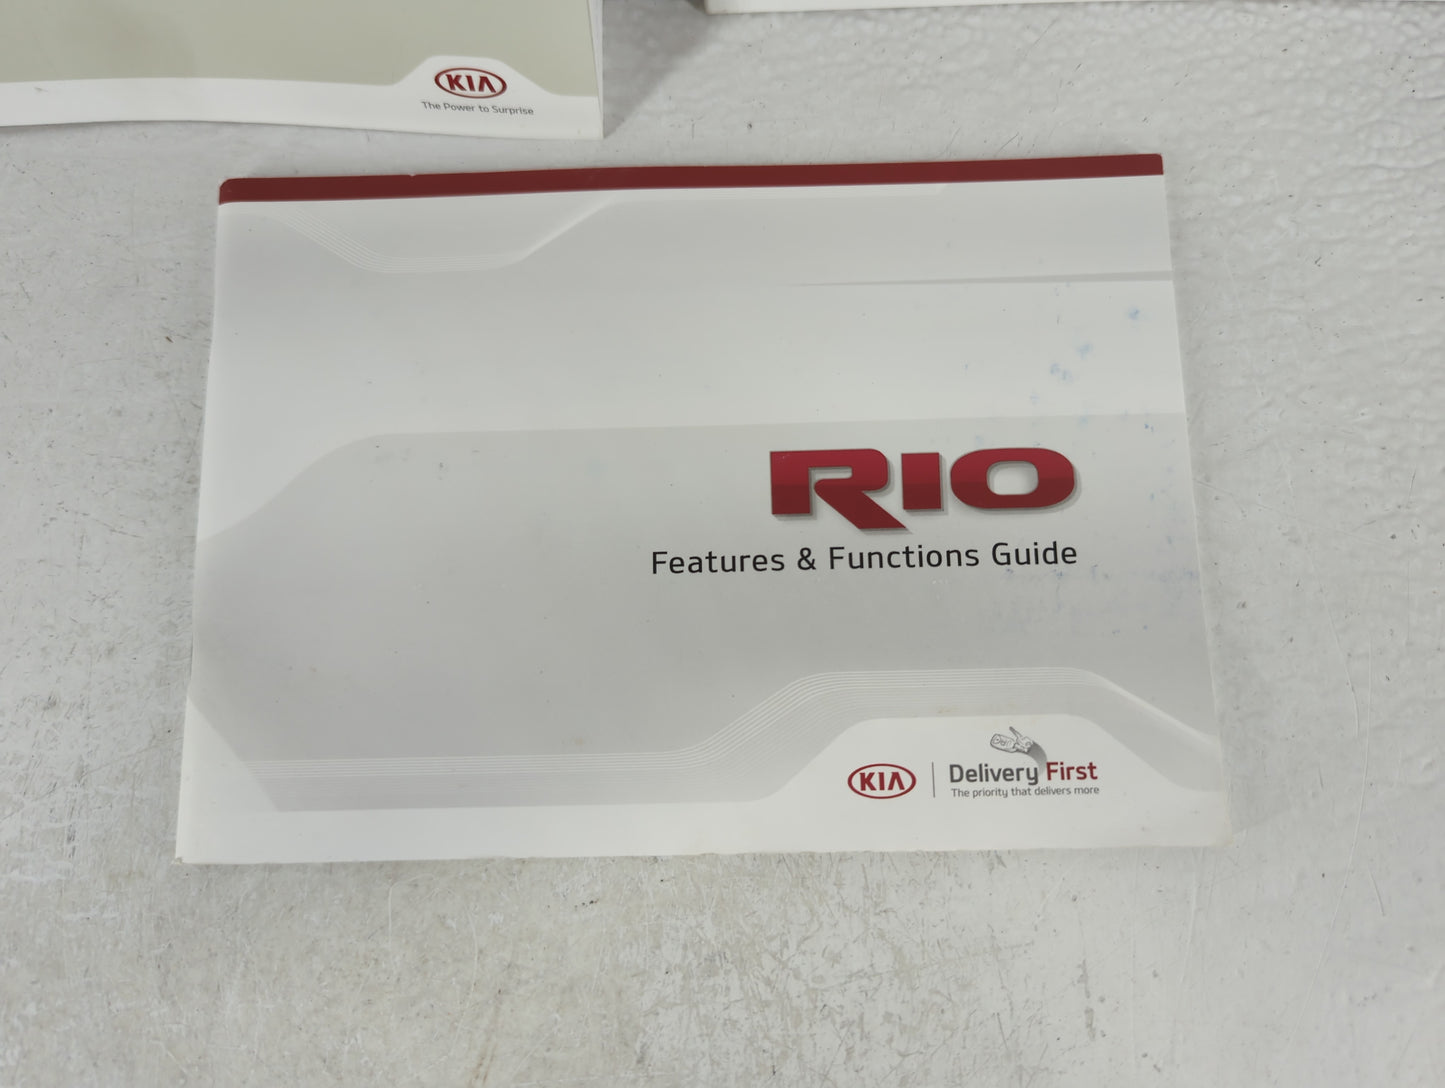 KIA
The Power to Surprise
RIO
Features & Functions Guide
KIA
Delivery First
The priority that delivers more